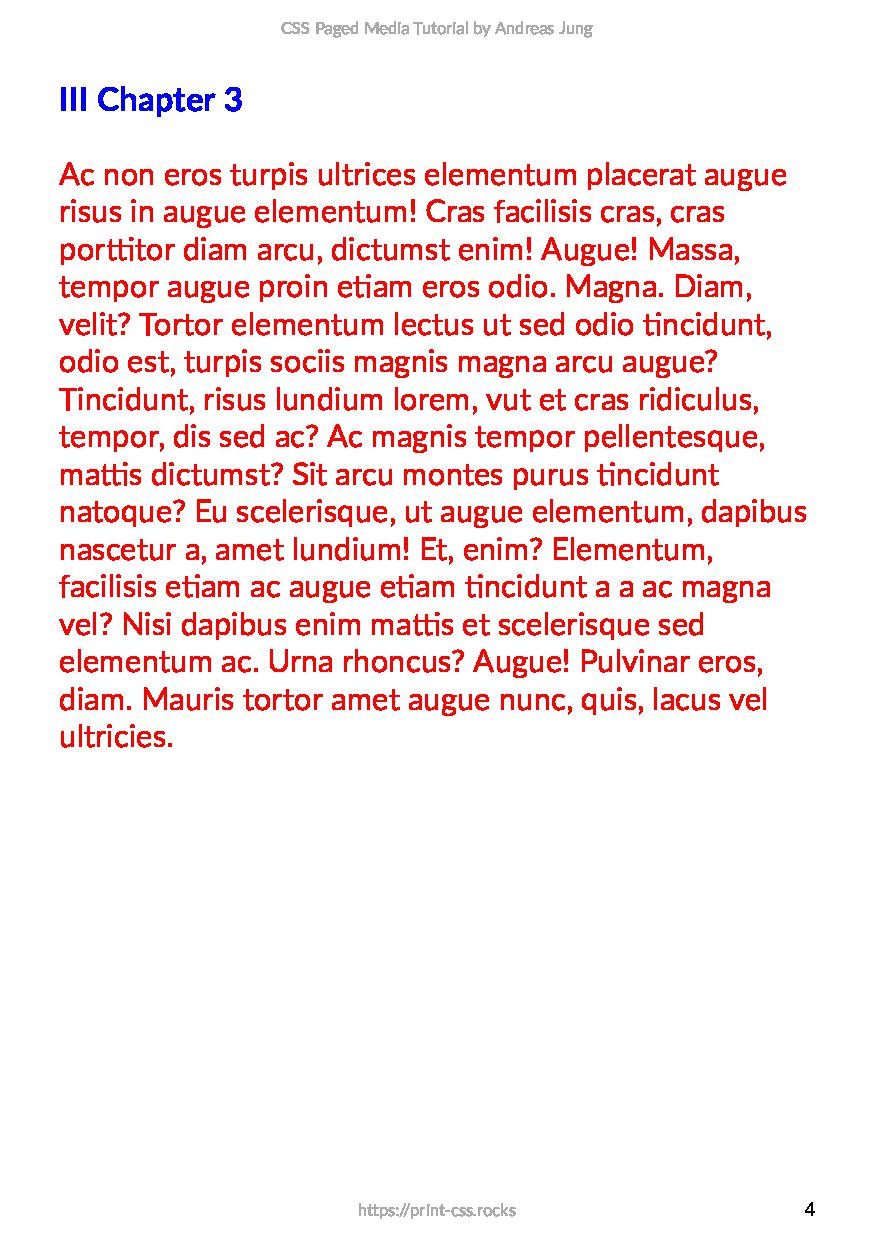 CSS Paged Media Tutorial by Andreas Jung
III Chapter 3
Ac non eros turpis ultrices elementum placerat augue
risus in augue elementum! Cras facilisis cras, cras
porttitor diam arcu, dictumst enim! Augue! Massa,
tempor augue proin etiam eros odio. Magna. Diam,
velit? Tortor elementum lectus ut sed odio tincidunt,
odio est, turpis sociis magnis magna arcu augue?
Tincidunt, risus lundium lorem, vut et cras ridiculus,
tempor, dis sed ac? Ac magnis tempor pellentesque,
mattis dictumst? Sit arcu montes purus tincidunt
natoque? Eu scelerisque, ut augue elementum, dapibus
nascetur a, amet lundium! Et, enim? Elementum,
facilisis etiam ac augue etiam tincidunt a a ac magna
vel? Nisi dapibus enim mattis et scelerisque sed
elementum ac. Urna rhoncus? Augue! Pulvinar eros,
diam. Mauris tortor amet augue nunc, quis, lacus vel
ultricies.
https://print-css.rocks
4